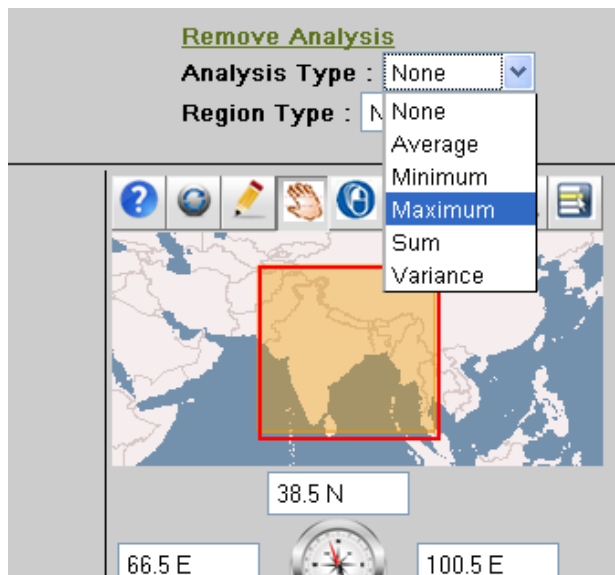 Remove Analysis
Analysis Type : None
Region Type : N
None
Average
Minimum
Maximum
Sum
Variance
38.5 N
66.5 E
100.5 E